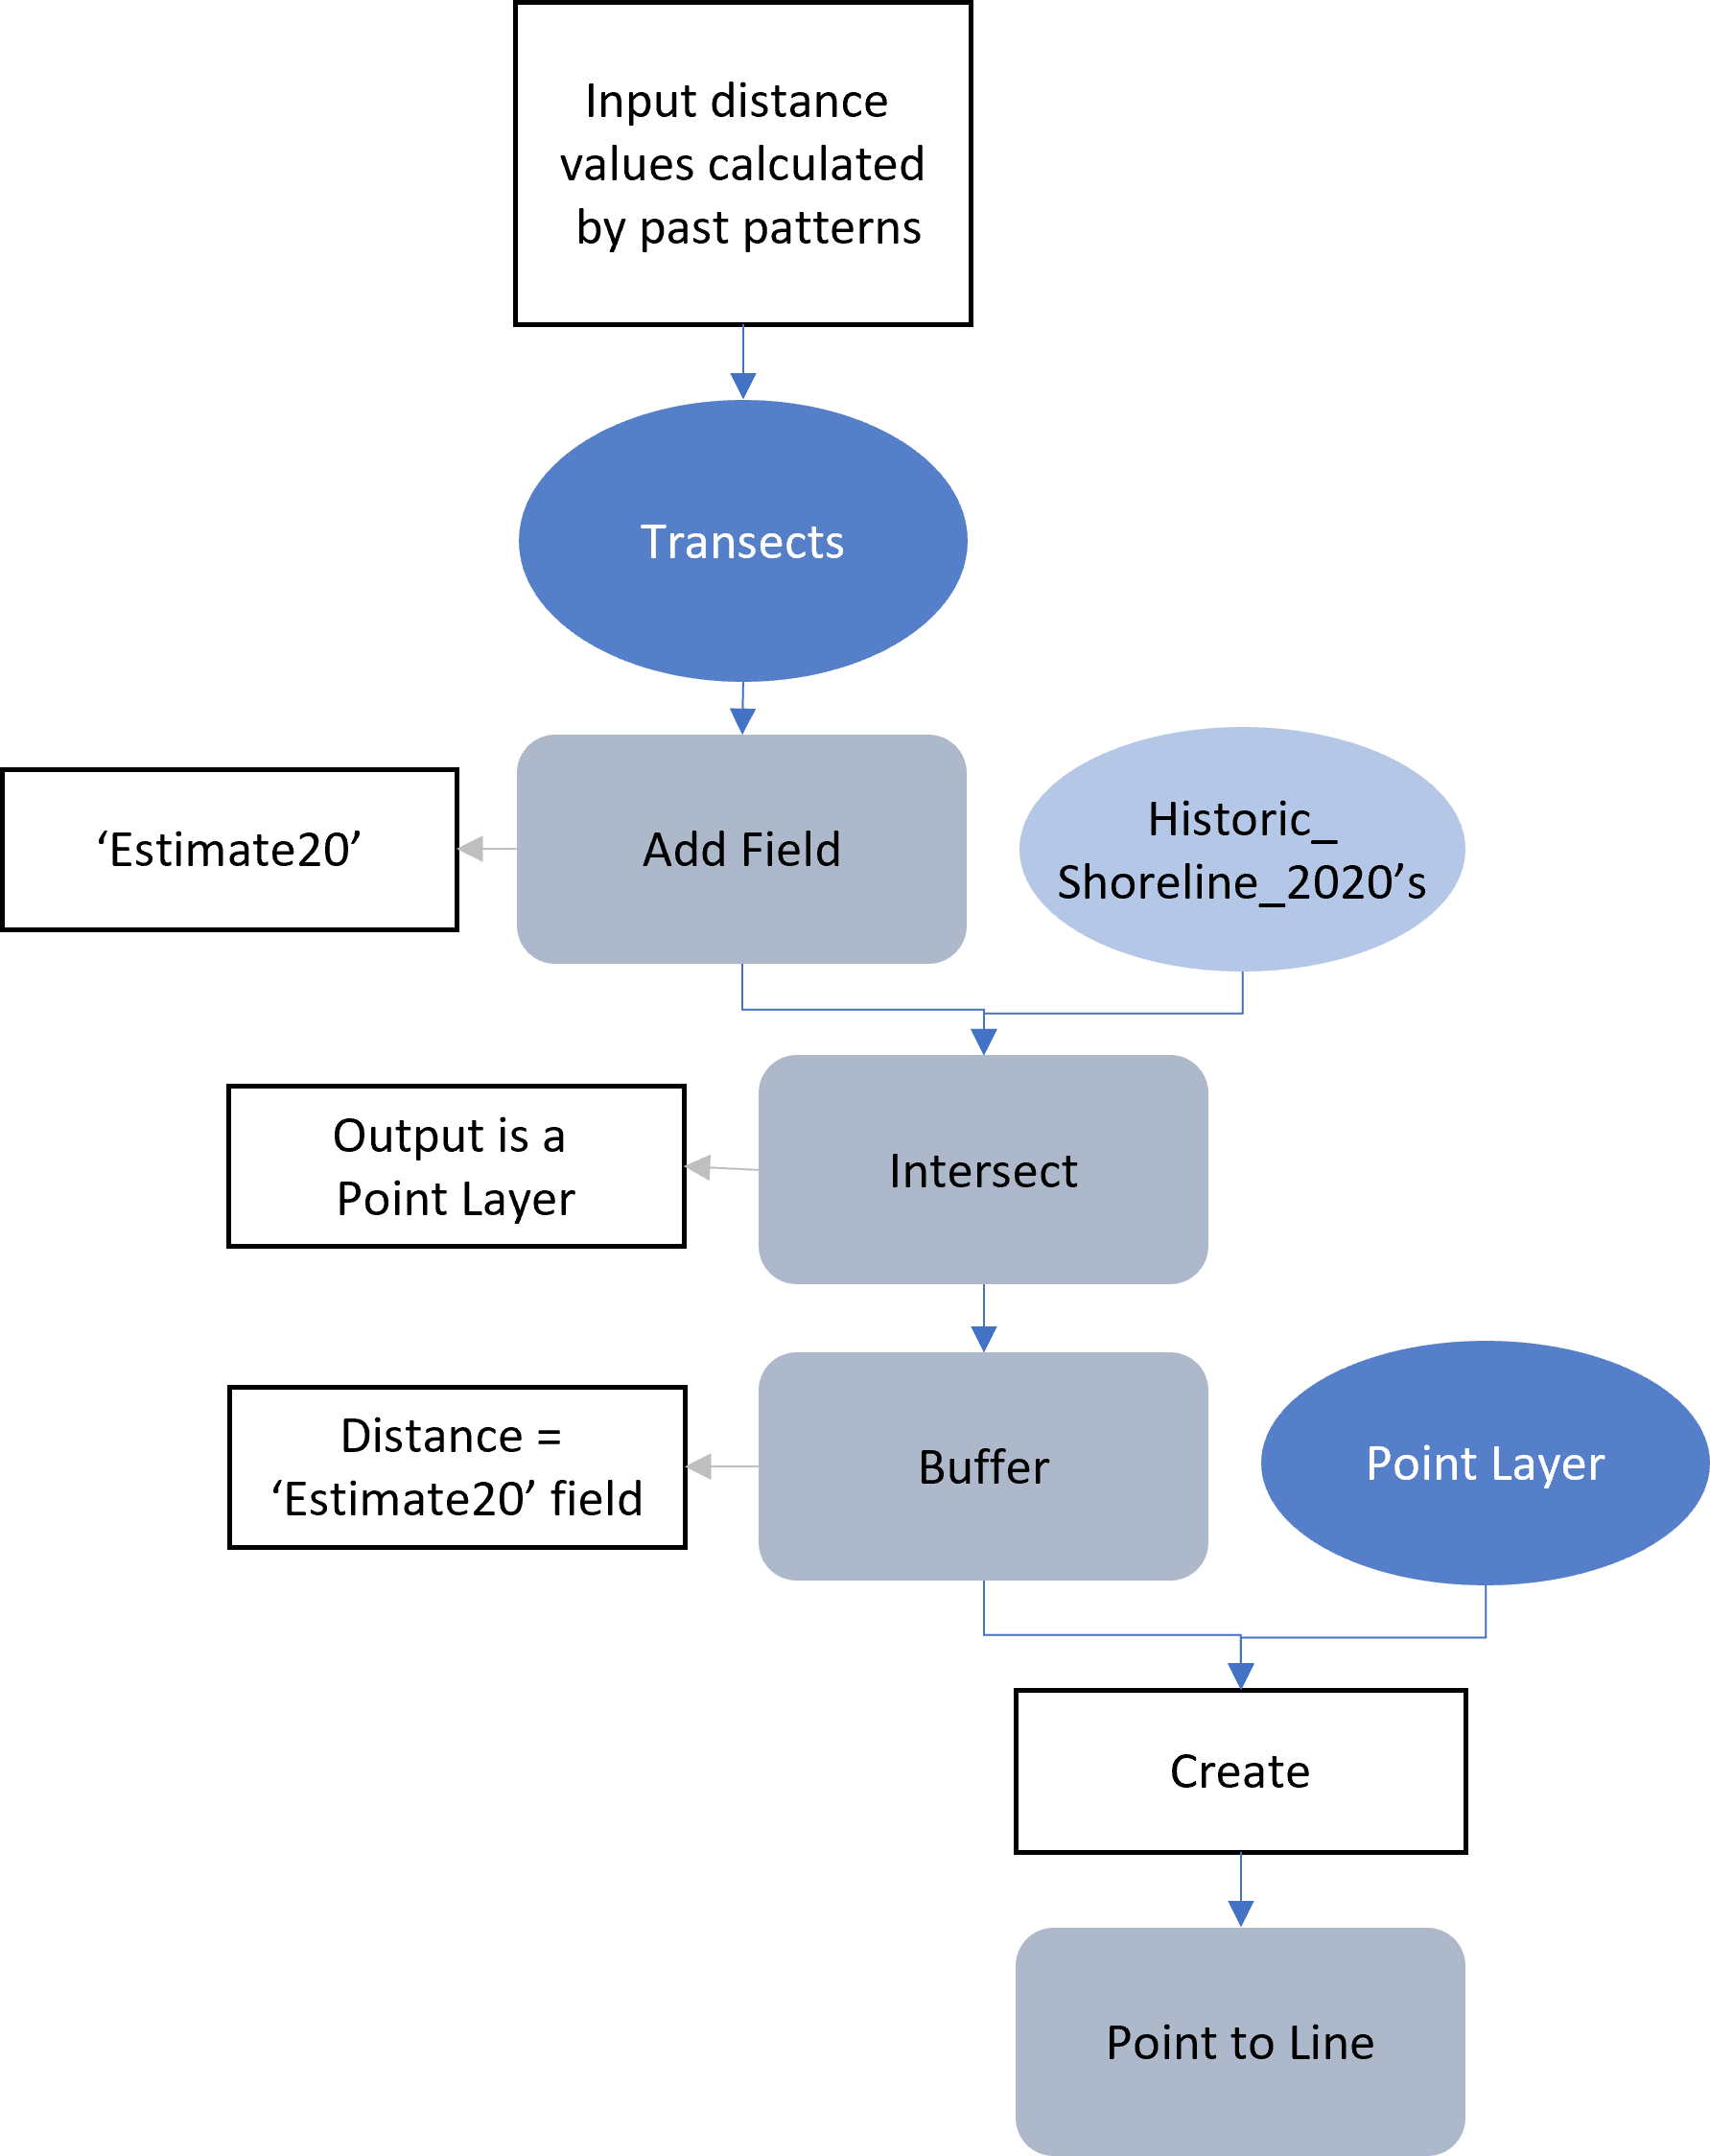 Input distance
values calculated
by past patterns
Transects
‘Estimate20’
Add Field
Historic_
Shoreline_2020’s
Output is a
Point Layer
Intersect
Distance =
‘Estimate20’ field
Buffer
Point Layer
Create
Point to Line